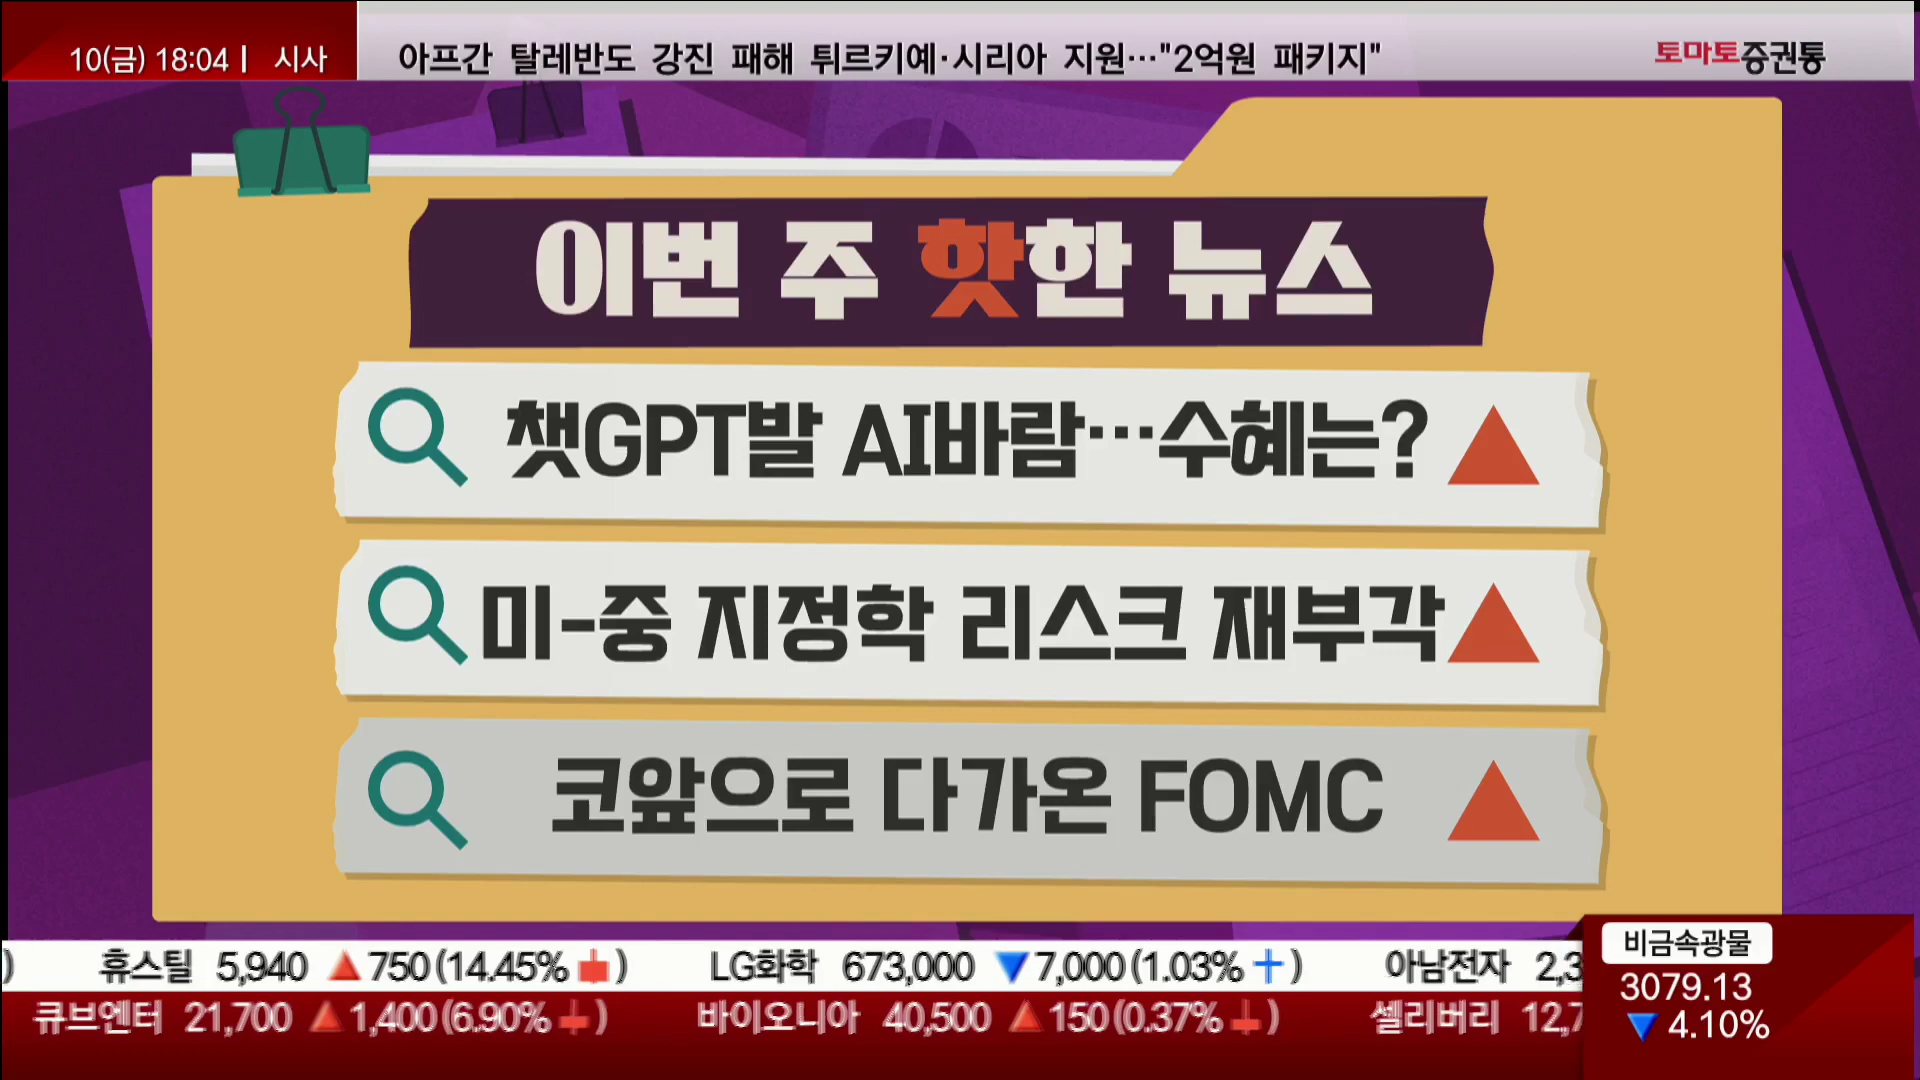 10(금) 18:04 | 시사
아프간 탈레반도 강진 패해 튀르키예·시리아 지원…"2억원 패키지"
토마토증권통
이번 주 핫한 뉴스
챗GPT발 AI바람…수혜는? ▲
미-중 지정학 리스크 재부각 ▲
코앞으로 다가온 FOMC ▲
) 휴스틸 5,940 ▲750(14.45%) LG화학 673,000 ▼7,000(1.03%) 아남전자 2,3
큐브엔터 21,700 ▲1,400(6.90%) 바이오니아 40,500 ▲150(0.37%) 셀리버리 12,7
비금속광물
3079.13
▼ 4.10%